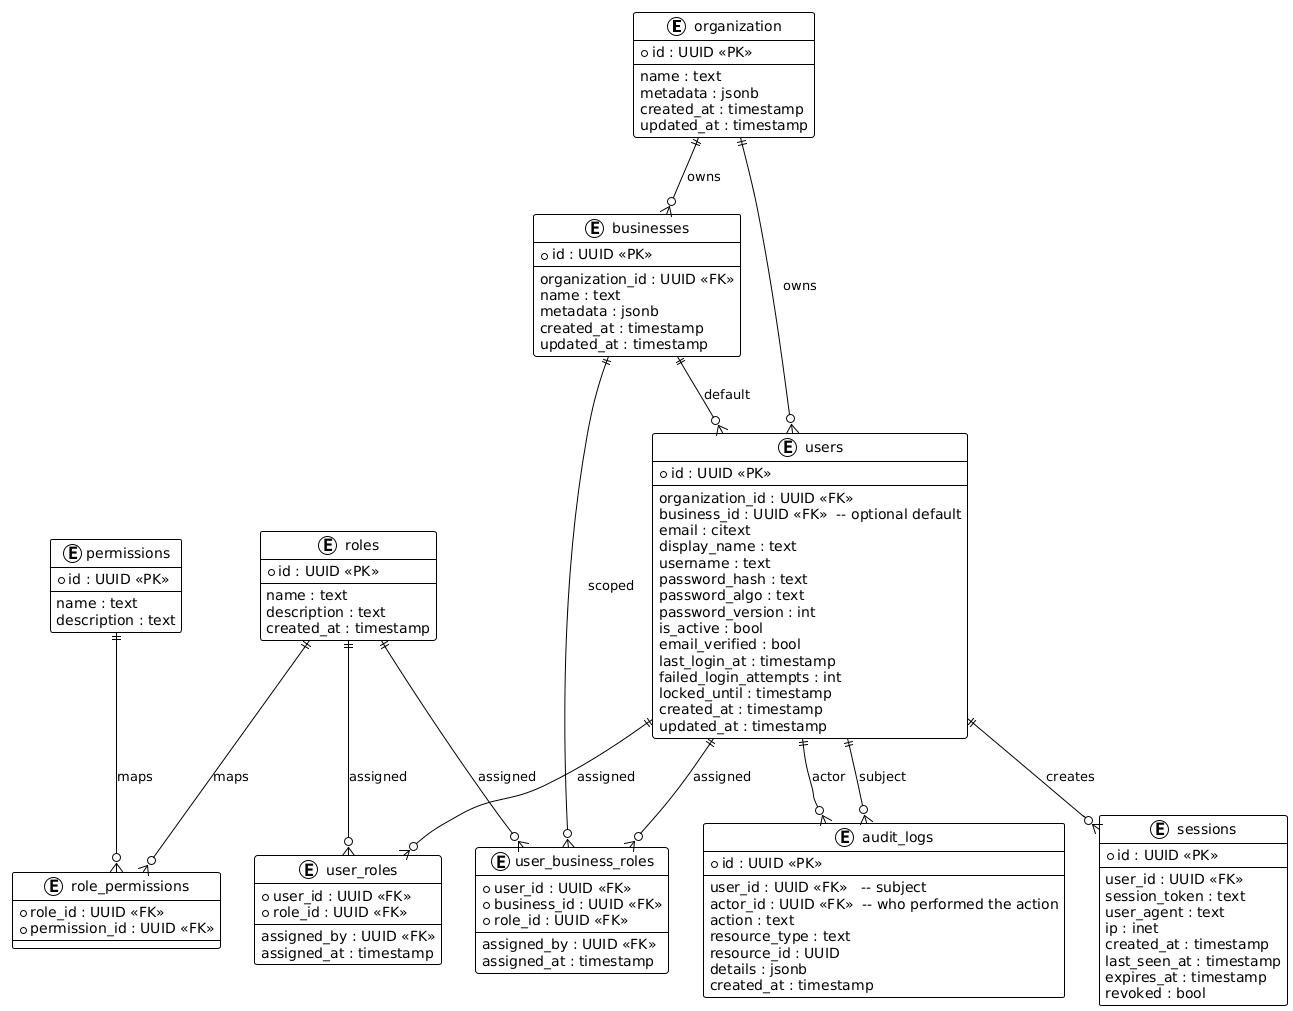 E organization
id : UUID «PK»
name : text
metadata : jsonb
created_at : timestamp
updated_at : timestamp
owns
owns
E businesses
id : UUID «PK»
organization_id : UUID «FK»
name : text
metadata : jsonb
created_at : timestamp
updated_at : timestamp
default
scoped
E users
id : UUID «PK»
organization_id : UUID «FK»
business_id : UUID «FK»  -- optional default
email : citext
display_name : text
username : text
password_hash : text
password_algo : text
password_version : int
is_active : bool
email_verified : bool
last_login_at : timestamp
failed_login_attempts : int
locked_until : timestamp
created_at : timestamp
updated_at : timestamp
E permissions
id : UUID «PK»
name : text
description : text
E roles
id : UUID «PK»
name : text
description : text
created_at : timestamp
maps
maps
assigned
assigned
assigned
assigned
actor
subject
creates
E role_permissions
role_id : UUID «FK»
permission_id : UUID «FK»
E user_roles
user_id : UUID «FK»
role_id : UUID «FK»
assigned_by : UUID «FK»
assigned_at : timestamp
E user_business_roles
user_id : UUID «FK»
business_id : UUID «FK»
role_id : UUID «FK»
assigned_by : UUID «FK»
assigned_at : timestamp
E audit_logs
id : UUID «PK»
user_id : UUID «FK»   -- subject
actor_id : UUID «FK»  -- who performed the action
action : text
resource_type : text
resource_id : UUID
details : jsonb
created_at : timestamp
E sessions
id : UUID «PK»
user_id : UUID «FK»
session_token : text
user_agent : text
ip : inet
created_at : timestamp
last_seen_at : timestamp
expires_at : timestamp
revoked : bool